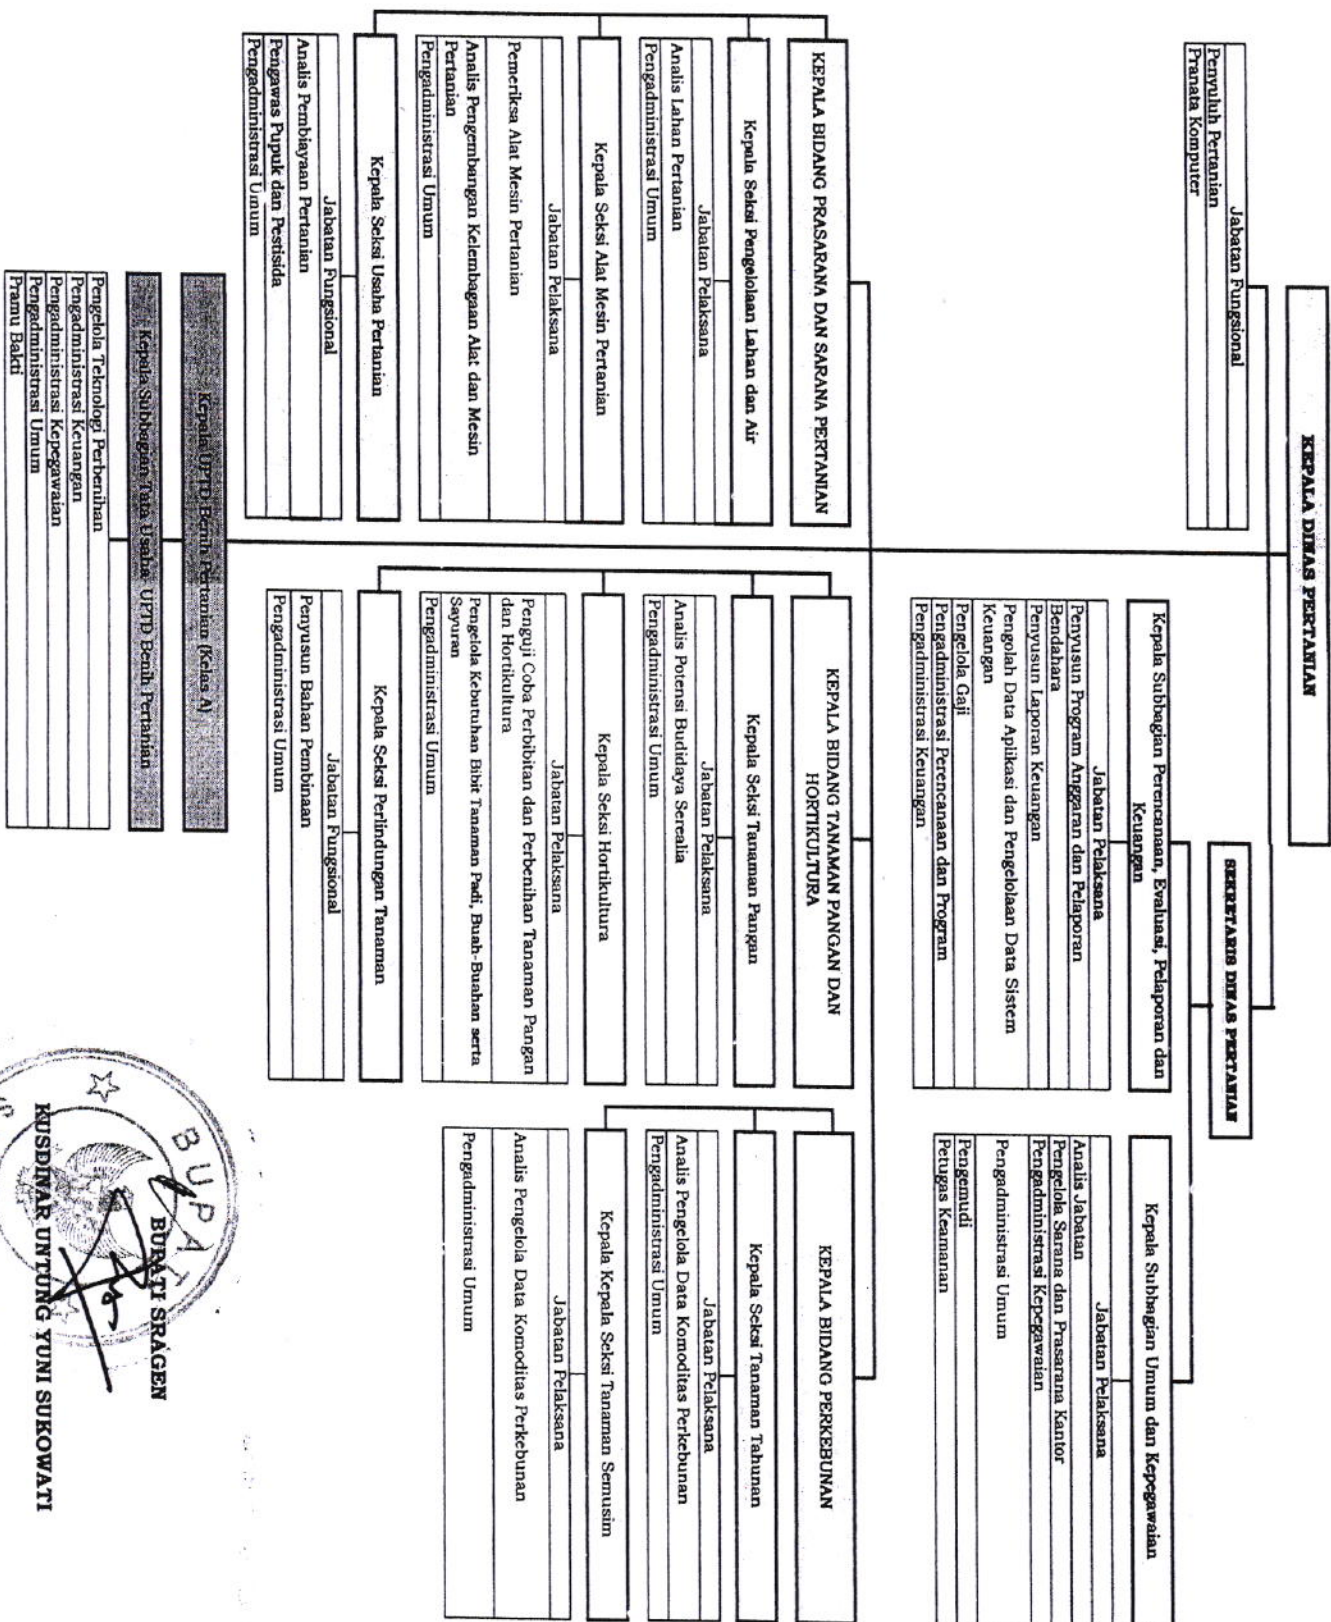 KEPALA DINAS PERTANIAN
Jabatan Fungsional
Penyuluh Pertanian
Pranata Komputer
SEKRETARIS DINAS PERTANIAN
Kepala Subbagian Perencanaan, Evaluasi, Pelaporan dan
Keuangan
Jabatan Pelaksana
Penyusun Program Anggaran dan Pelaporan
Bendahara
Penyusun Laporan Keuangan
Pengolah Data Aplikasi dan Pengelolaan Data Sistem
Keuangan
Pengelola Gaji
Pengadministrasi Perencanaan dan Program
Pengadministrasi Keuangan
Kepala Subbagian Umum dan Kepegawaian
Jabatan Pelaksana
Analis Jabatan
Pengelola Sarana dan Prasarana Kantor
Pengadministrasi Kepegawaian
Pengadministrasi Umum
Pengemudi
Petugas Keamanan
KEPALA BIDANG PRASARANA DAN SARANA PERTANIAN
Kepala Seksi Pengelolaan Lahan dan Air
Jabatan Pelaksana
Analis Lahan Pertanian
Pengadministrasi Umum
Kepala Seksi Alat Mesin Pertanian
Jabatan Pelaksana
Pemeriksa Alat Mesin Pertanian
Analis Pengembangan Kelembagaan Alat dan Mesin
Pertanian
Pengadministrasi Umum
Kepala Seksi Usaha Pertanian
Jabatan Fungsional
Analis Pembiayaan Pertanian
Pengawas Pupuk dan Pestisida
Pengadministrasi Umum
KEPALA BIDANG TANAMAN PANGAN DAN
HORTIKULTURA
Kepala Seksi Tanaman Pangan
Jabatan Pelaksana
Analis Potensi Budidaya Serealia
Pengadministrasi Umum
Kepala Seksi Hortikultura
Jabatan Pelaksana
Penguji Coba Perbibitan dan Perbenihan Tanaman Pangan
dan Hortikultura
Pengelola Kebutuhan Bibit Tanaman Padi, Buah-Buahan serta
Sayuran
Pengadministrasi Umum
Kepala Seksi Perlindungan Tanaman
Jabatan Fungsional
Penyusun Bahan Pembinaan
Pengadministrasi Umum
KEPALA BIDANG PERKEBUNAN
Kepala Seksi Tanaman Tahunan
Jabatan Pelaksana
Analis Pengelola Data Komoditas Perkebunan
Pengadministrasi Umum
Kepala Kepala Seksi Tanaman Semusim
Jabatan Pelaksana
Analis Pengelola Data Komoditas Perkebunan
Pengadministrasi Umum
Kepala UPTD Benih Pertanian (Kelas A)
Kepala Subbagian Tata Usaha UPTD Benih Pertanian
Pengelola Teknologi Perbenihan
Pengadministrasi Keuangan
Pengadministrasi Kepegawaian
Pengadministrasi Umum
Pramu Bakti
BUPATI SRAGEN
BUPATI
KUSDINAR UNTUNG YUNI SUKOWATI